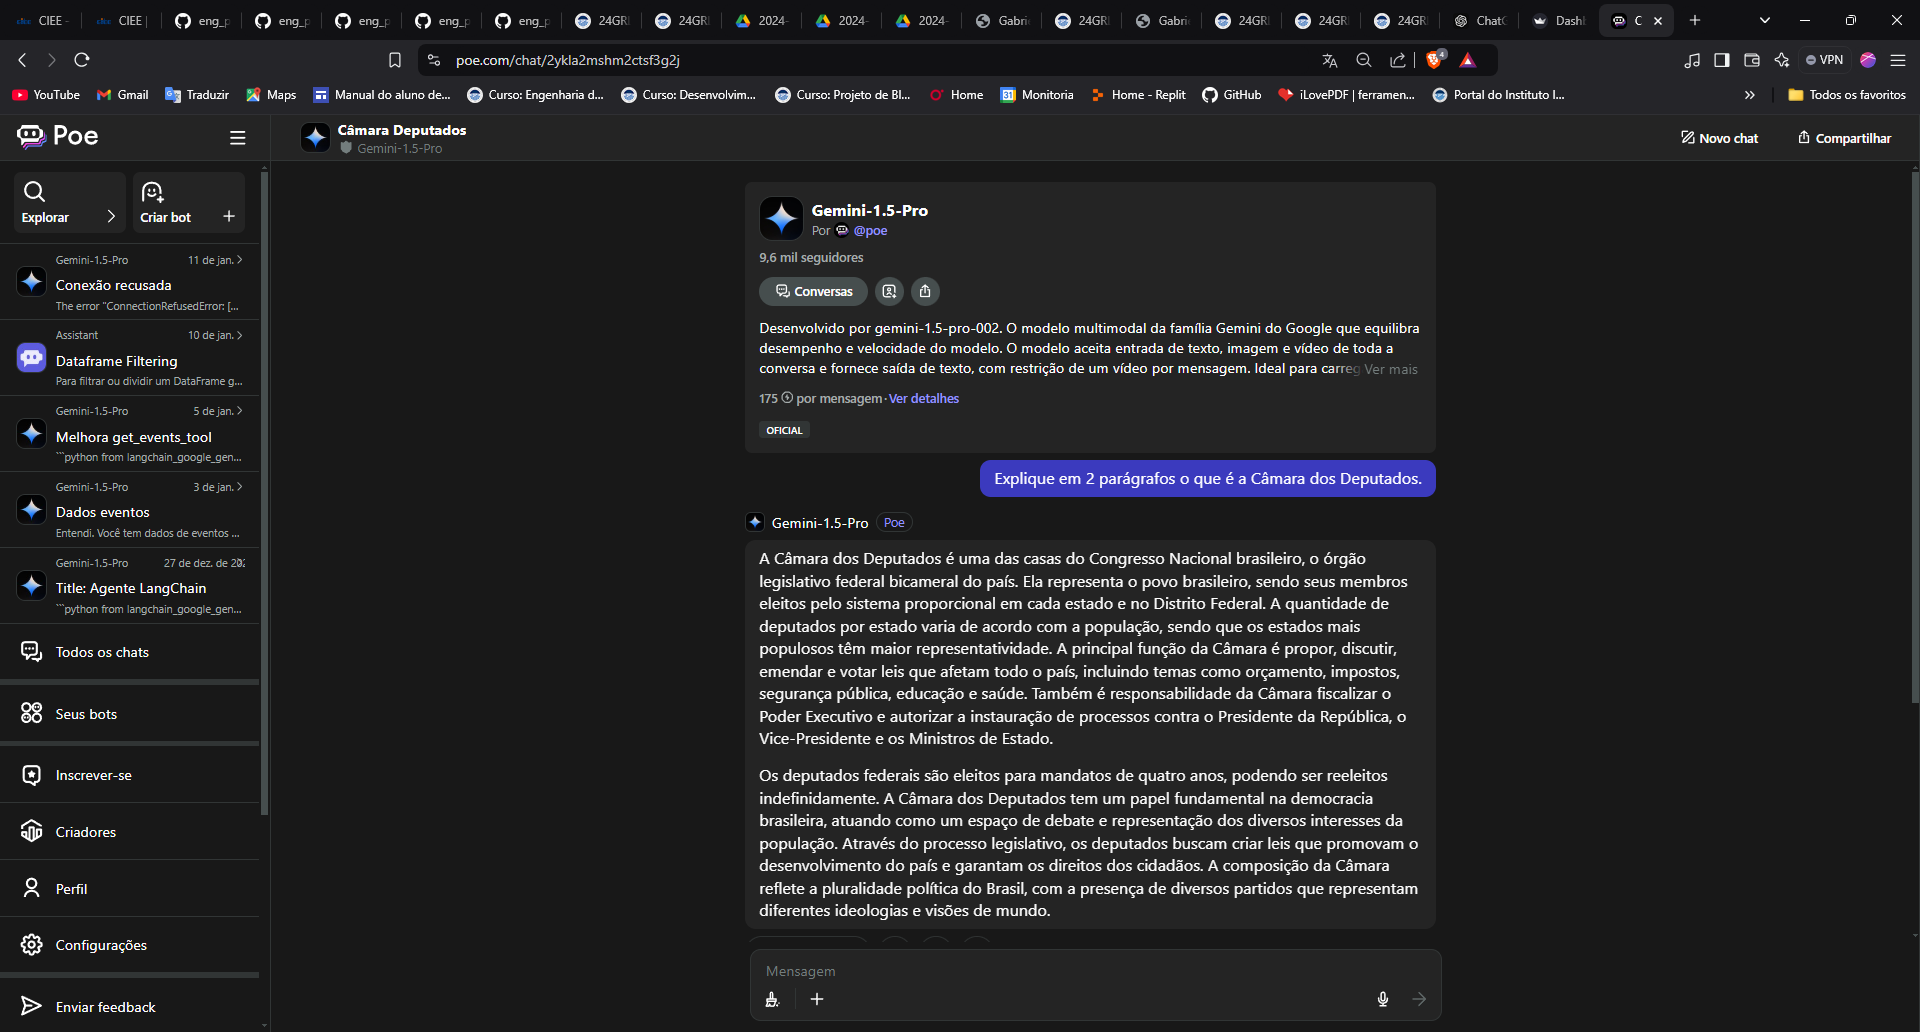 CIEE -
CIEE |
eng_p
eng_p
eng_p
eng_p
eng_p
24GRI
24GRI
2024-
2024-
2024-
Gabri
24GRI
Gabri
24GRI
24GRI
24GRI
ChatG
Dashl
C
poe.com/chat/2ykla2mshm2ctsf3g2j
4
VPN
YouTube
Gmail
Traduzir
Maps
Manual do aluno de...
Curso: Engenharia d...
Curso: Desenvolvim...
Curso: Projeto de Bl...
Home
Monitoria
Home - Replit
GitHub
iLovePDF | ferramen...
Portal do Instituto I...
Todos os favoritos
Poe
Explorar
Criar bot
Gemini-1.5-Pro 11 de jan.
Conexão recusada
The error "ConnectionRefusedError: [...
Assistant 10 de jan.
Dataframe Filtering
Para filtrar ou dividir um DataFrame g...
Gemini-1.5-Pro 5 de jan.
Melhora get_events_tool
```python from langchain_google_gen...
Gemini-1.5-Pro 3 de jan.
Dados eventos
Entendi. Você tem dados de eventos ...
Gemini-1.5-Pro 27 de dez. de
Title: Agente LangChain
```python from langchain_google_gen...
Todos os chats
Seus bots
Inscrever-se
Criadores
Perfil
Configurações
Enviar feedback
Câmara Deputados
Gemini-1.5-Pro
Novo chat
Compartilhar
Gemini-1.5-Pro
Por @poe
9,6 mil seguidores
Conversas
Desenvolvido por gemini-1.5-pro-002. O modelo multimodal da família Gemini do Google que equilibra
desempenho e velocidade do modelo. O modelo aceita entrada de texto, imagem e vídeo de toda a
conversa e fornece saída de texto, com restrição de um vídeo por mensagem. Ideal para carreg Ver mais
175 por mensagem · Ver detalhes
OFICIAL
Explique em 2 parágrafos o que é a Câmara dos Deputados.
Gemini-1.5-Pro Poe
A Câmara dos Deputados é uma das casas do Congresso Nacional brasileiro, o órgão
legislativo federal bicameral do país. Ela representa o povo brasileiro, sendo seus membros
eleitos pelo sistema proporcional em cada estado e no Distrito Federal. A quantidade de
deputados por estado varia de acordo com a população, sendo que os estados mais
populosos têm maior representatividade. A principal função da Câmara é propor, discutir,
emendar e votar leis que afetam todo o país, incluindo temas como orçamento, impostos,
segurança pública, educação e saúde. Também é responsabilidade da Câmara fiscalizar o
Poder Executivo e autorizar a instauração de processos contra o Presidente da República, o
Vice-Presidente e os Ministros de Estado.
Os deputados federais são eleitos para mandatos de quatro anos, podendo ser reeleitos
indefinidamente. A Câmara dos Deputados tem um papel fundamental na democracia
brasileira, atuando como um espaço de debate e representação dos diversos interesses da
população. Através do processo legislativo, os deputados buscam criar leis que promovam o
desenvolvimento do país e garantam os direitos dos cidadãos. A composição da Câmara
reflete a pluralidade política do Brasil, com a presença de diversos partidos que representam
diferentes ideologias e visões de mundo.
Mensagem